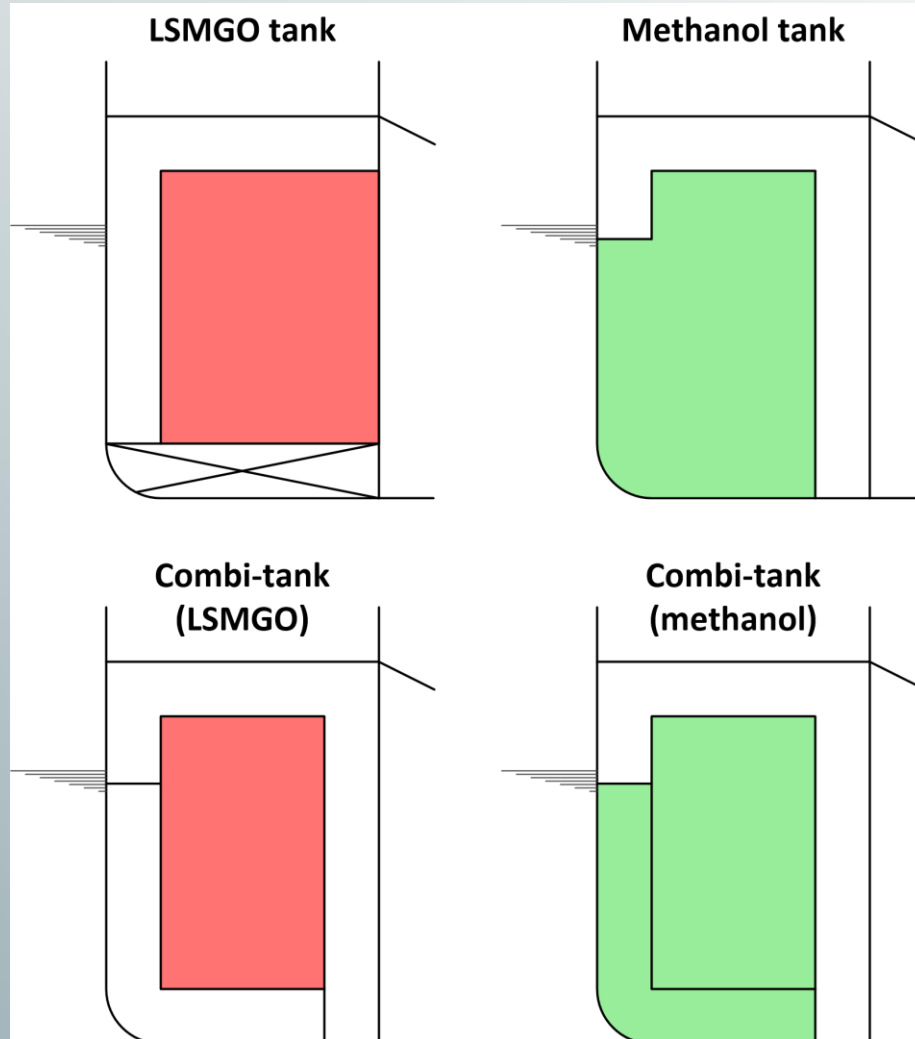 LSMGO tank
Methanol tank
Combi-tank
(LSMGO)
Combi-tank
(methanol)